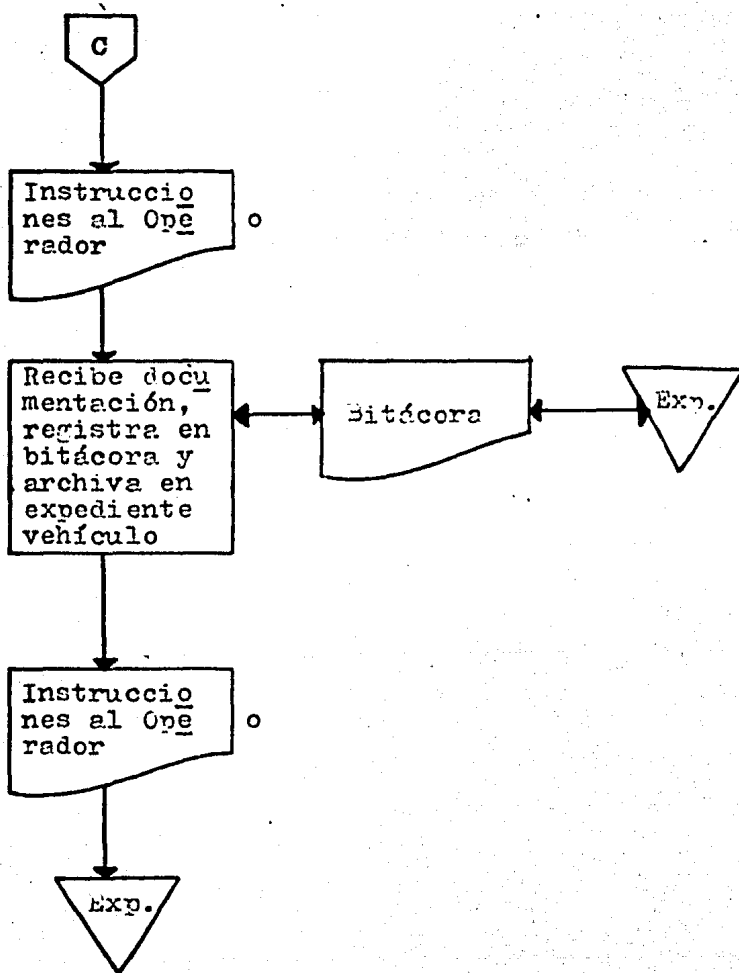 C
Instruccio
nes al Ope
rador
o
Recibe docu
mentación,
registra en
bitácora y
archiva en
expediente
vehículo
Bitácora
Exp.
Instruccio
nes al Ope
rador
o
Exp.